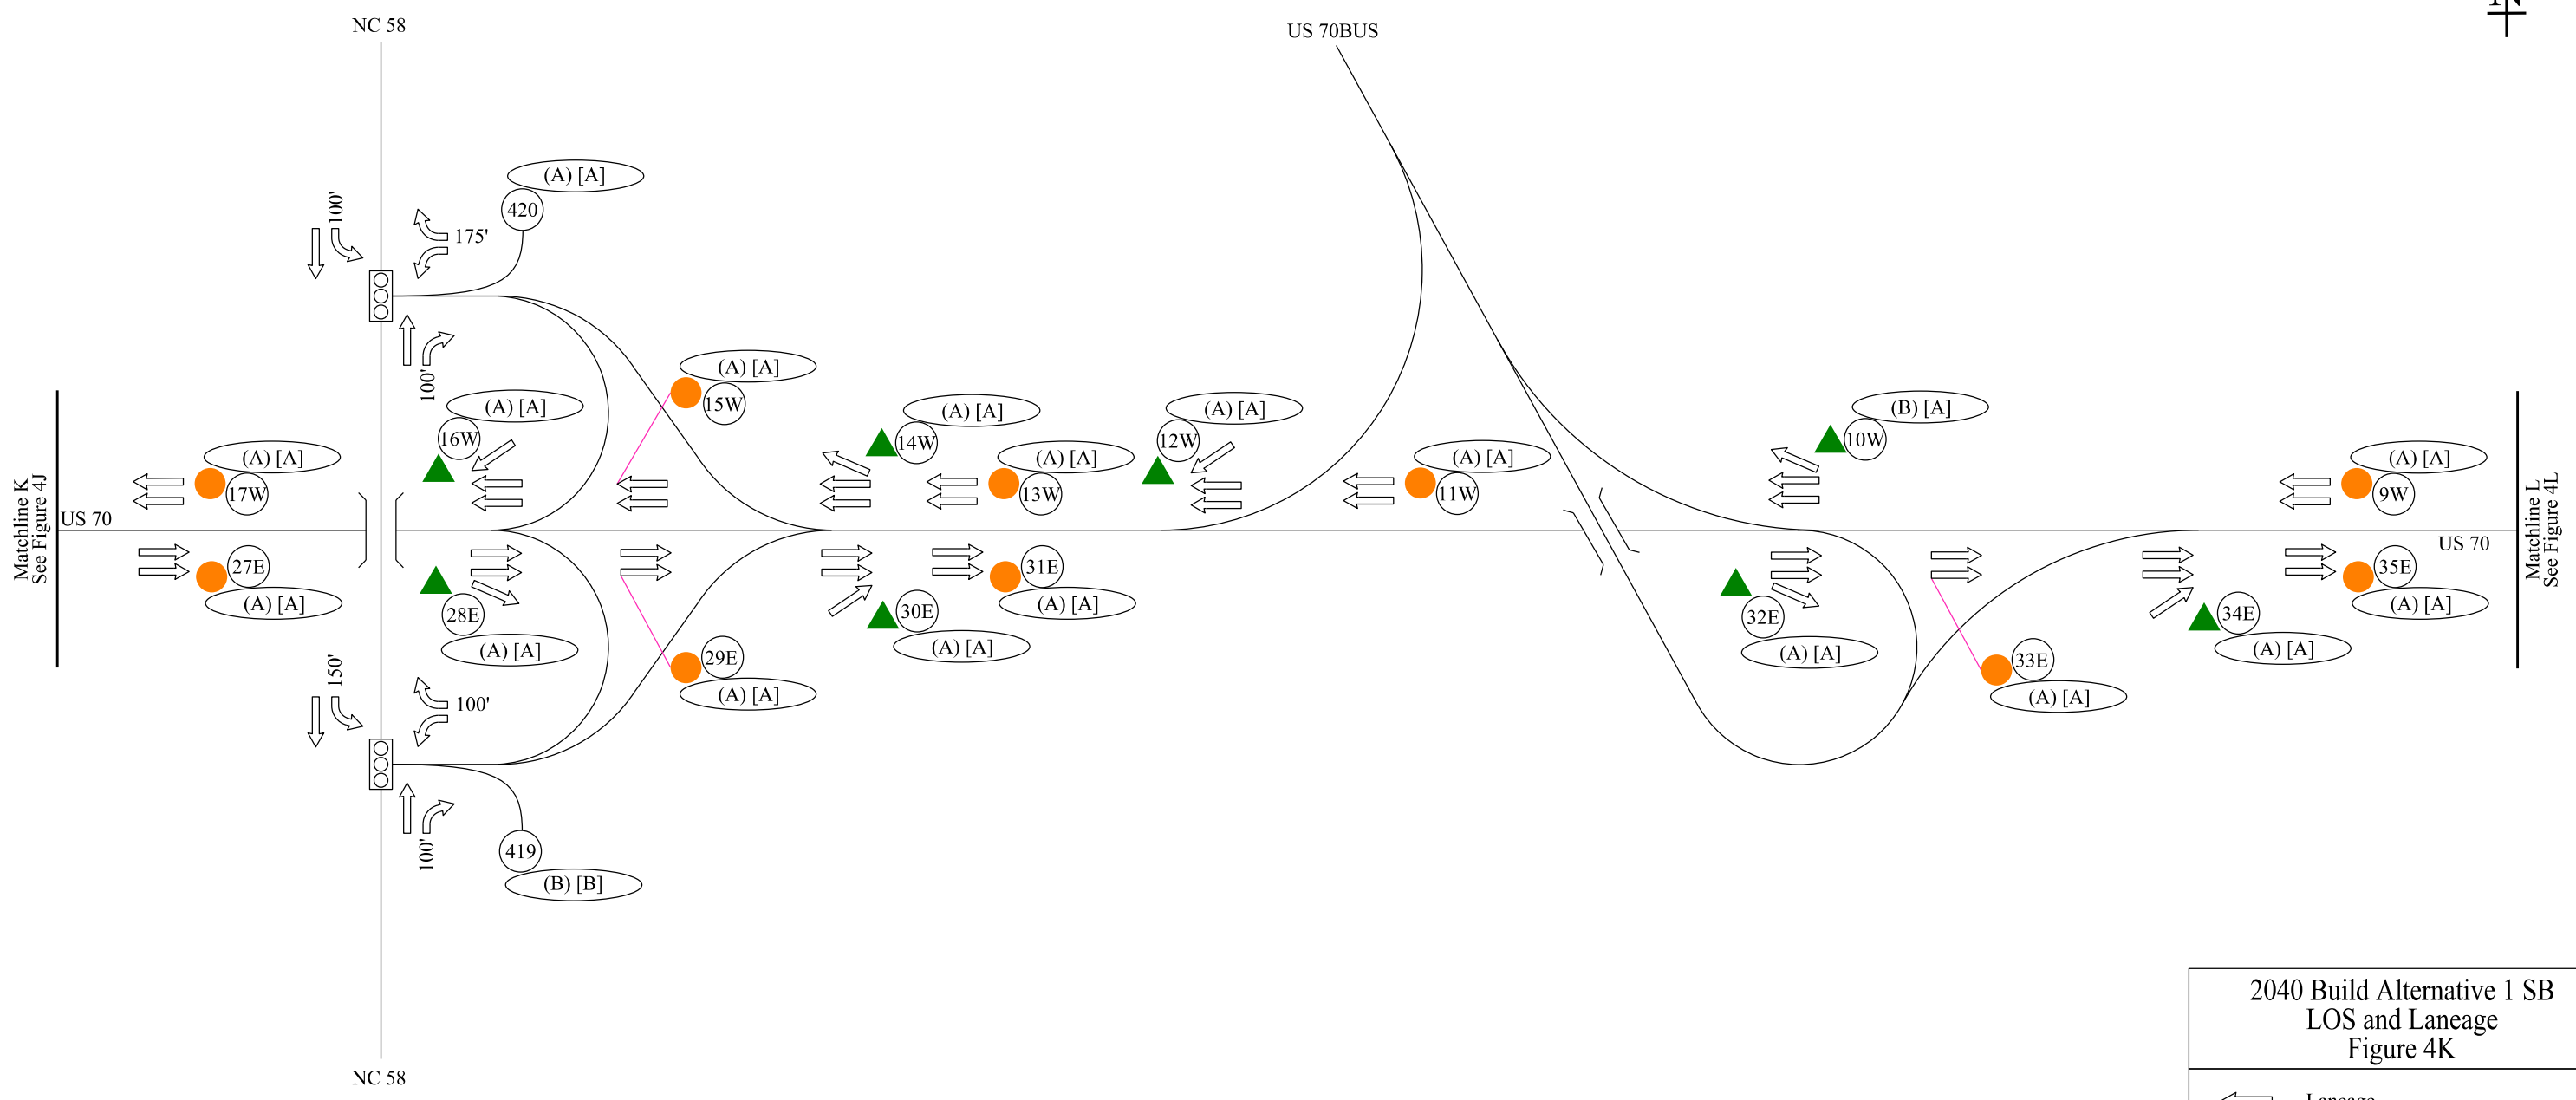 NC 58
US 70BUS
N
(A) [A]
420
100'
175'
100'
(A) [A]
15W
(A) [A]
16W
(A) [A]
14W
(A) [A]
12W
(B) [A]
10W
(A) [A]
17W
(A) [A]
13W
(A) [A]
11W
(A) [A]
9W
Matchline K
See Figure 4J
US 70
US 70
Matchline L
See Figure 4L
27E
(A) [A]
28E
(A) [A]
29E
(A) [A]
30E
(A) [A]
31E
(A) [A]
32E
(A) [A]
33E
(A) [A]
34E
(A) [A]
35E
(A) [A]
150'
100'
100'
419
(B) [B]
NC 58
2040 Build Alternative 1 SB
LOS and Laneage
Figure 4K
Laneage